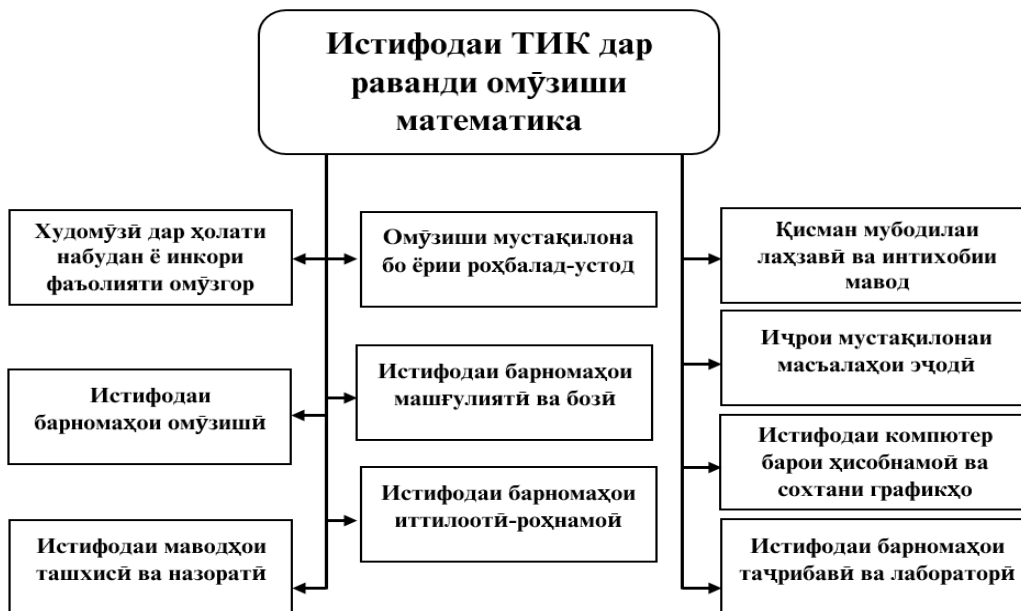 Истифодаи ТИК дар
раванди омӯзиши
математика
Худомӯзӣ дар ҳолати
набудан ё инкори
фаъолияти омӯзгор
Омӯзиши мустақилона
бо ёрии роҳбалад-устод
Қисман мубодилаи
лаҳзавӣ ва интихобии
мавод
Истифодаи
барномаҳои омӯзишӣ
Истифодаи барномаҳои
машғулиятӣ ва бозӣ
Иҷрои мустақилонаи
масъалаҳои эҷодӣ
Истифодаи маводҳои
ташхисӣ ва назоратӣ
Истифодаи барномаҳои
иттилоотӣ-роҳнамоӣ
Истифодаи компютер
барои ҳисобнамоӣ ва
сохтани графикҳо
Истифодаи барномаҳои
таҷрибавӣ ва лабораторӣ